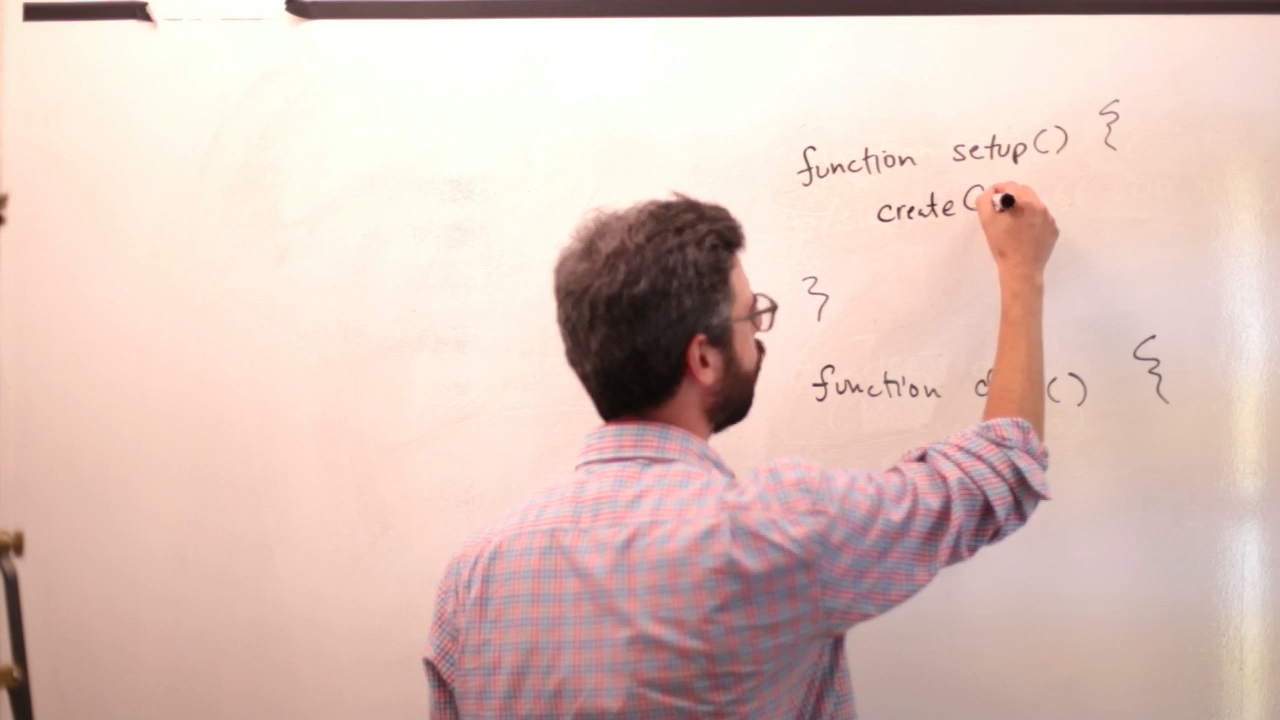 function setup() {
create C
}
function () {